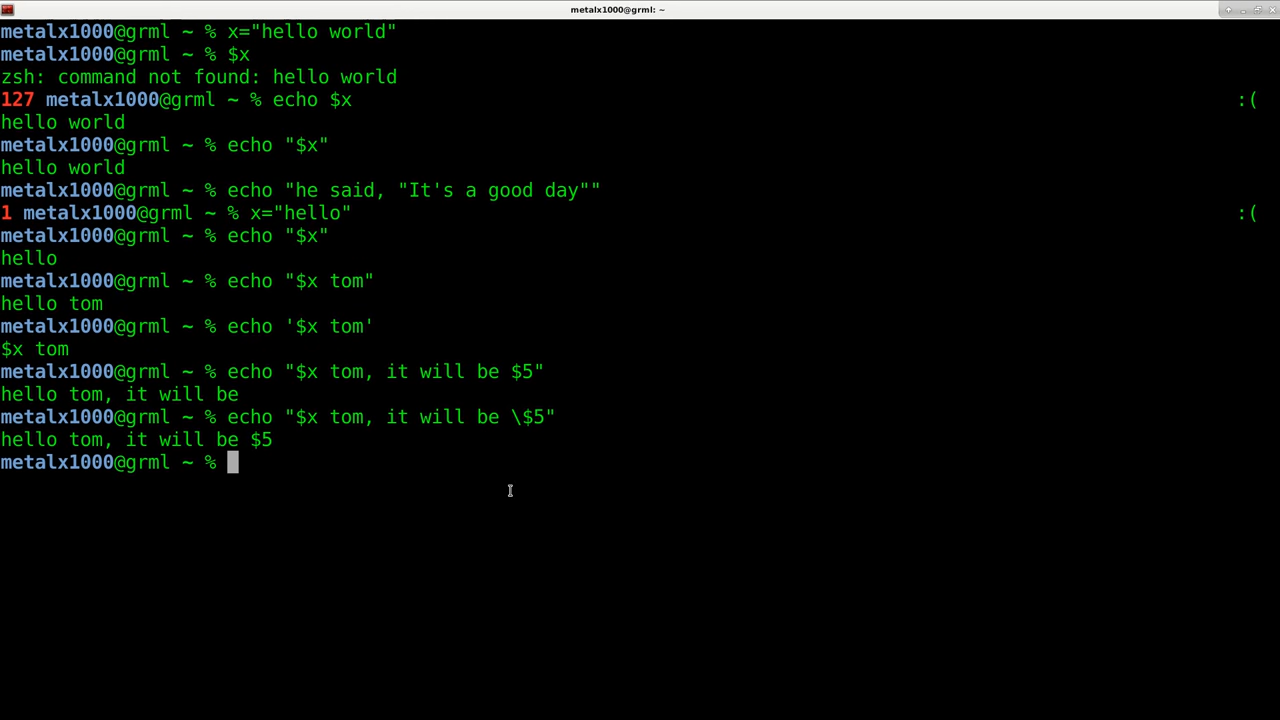 metalx1000@grml: ~
metalx1000@grml ~ % x="hello world"
metalx1000@grml ~ % $x
zsh: command not found: hello world
127 metalx1000@grml ~ % echo $x :(
hello world
metalx1000@grml ~ % echo "$x"
hello world
metalx1000@grml ~ % echo "he said, "It's a good day""
1 metalx1000@grml ~ % x="hello" :(
metalx1000@grml ~ % echo "$x"
hello
metalx1000@grml ~ % echo "$x tom"
hello tom
metalx1000@grml ~ % echo '$x tom'
$x tom
metalx1000@grml ~ % echo "$x tom, it will be $5"
hello tom, it will be
metalx1000@grml ~ % echo "$x tom, it will be \$5"
hello tom, it will be $5
metalx1000@grml ~ %